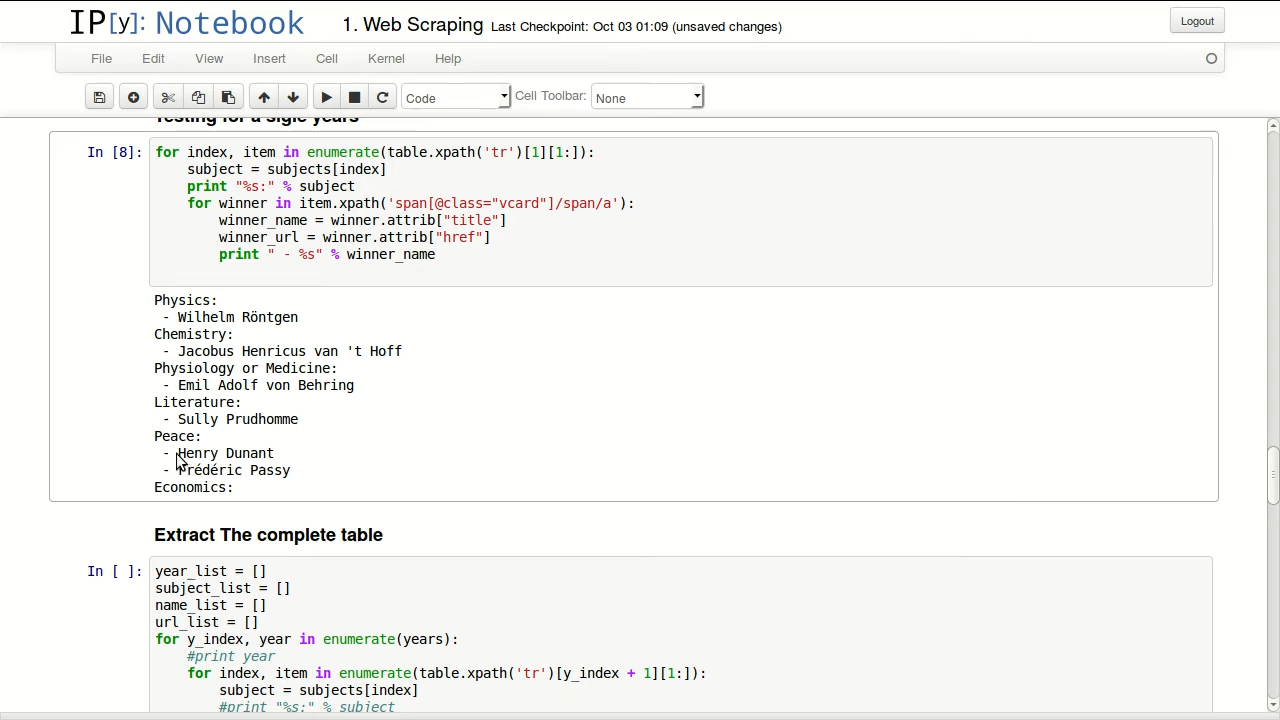 IP[y]: Notebook 1. Web Scraping Last Checkpoint: Oct 03 01:09 (unsaved changes) Logout
File Edit View Insert Cell Kernel Help
Code Cell Toolbar: None
Testing for a sigle years
In [8]: for index, item in enumerate(table.xpath('tr')[1][1:]):
    subject = subjects[index]
    print "%s:" % subject
    for winner in item.xpath('span[@class="vcard"]/span/a'):
        winner_name = winner.attrib["title"]
        winner_url = winner.attrib["href"]
        print " - %s" % winner_name
Physics:
 - Wilhelm Röntgen
Chemistry:
 - Jacobus Henricus van 't Hoff
Physiology or Medicine:
 - Emil Adolf von Behring
Literature:
 - Sully Prudhomme
Peace:
 - Henry Dunant
 - Frédéric Passy
Economics:
Extract The complete table
In [ ]: year_list = []
subject_list = []
name_list = []
url_list = []
for y_index, year in enumerate(years):
    #print year
    for index, item in enumerate(table.xpath('tr')[y_index + 1][1:]):
        subject = subjects[index]
        #print "%s:" % subject